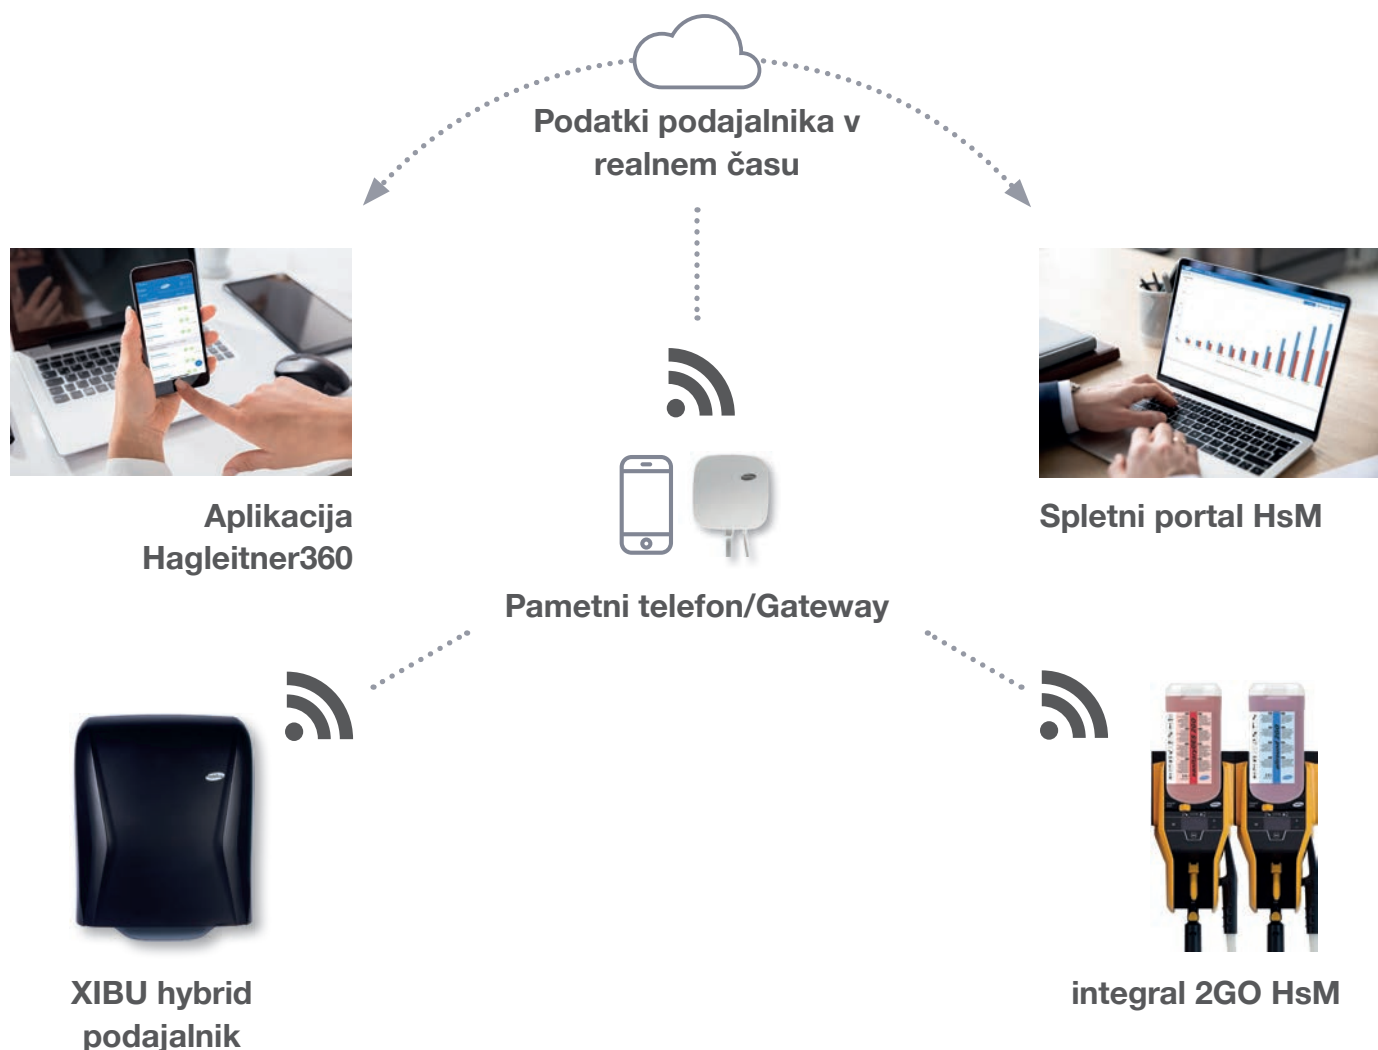 Podatki podajalnika v
realnem času
Aplikacija
Hagleitner360
Spletni portal HsM
Pametni telefon/Gateway
XIBU hybrid
podajalnik
integral 2GO HsM